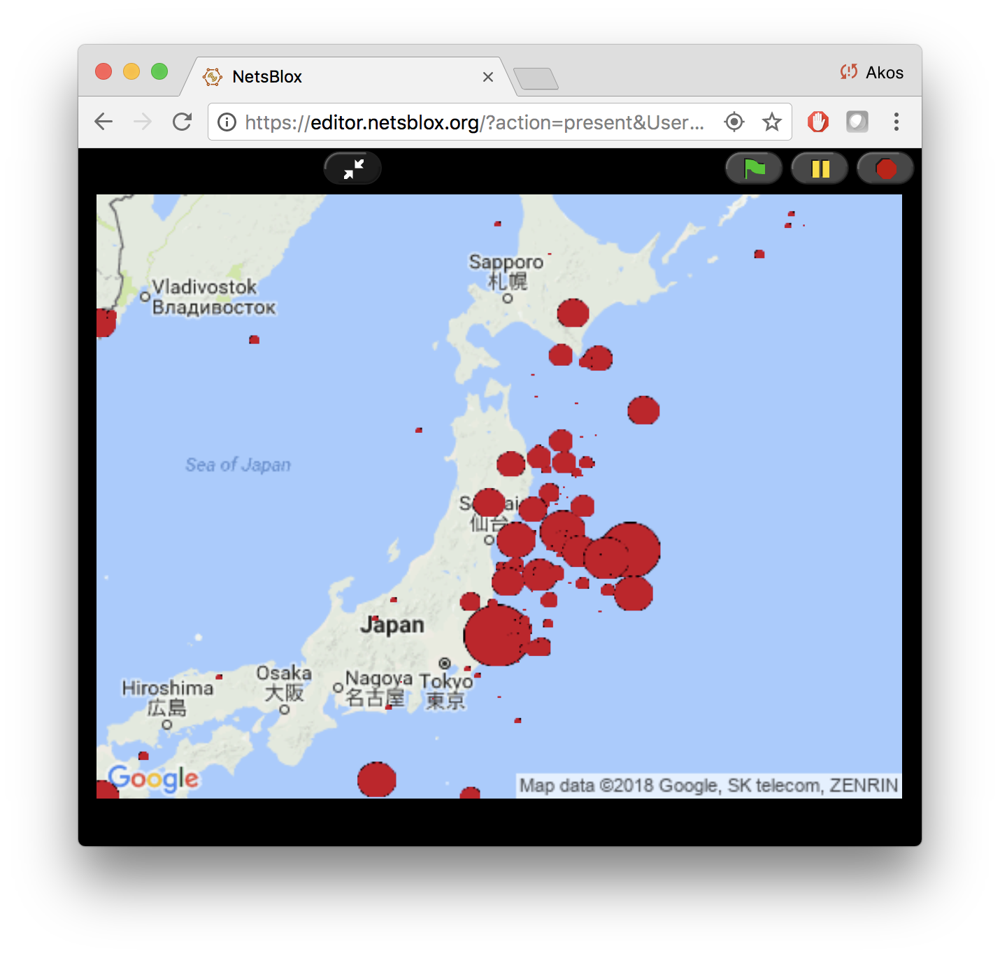 NetsBlox
Akos
https://editor.netsblox.org/?action=present&User...
Sapporo
札幌
Vladivostok
Владивосток
Sea of Japan
仙台
Japan
Osaka
大阪
Nagoya
名古屋
Tokyo
東京
Hiroshima
広島
Google
Map data ©2018 Google, SK telecom, ZENRIN